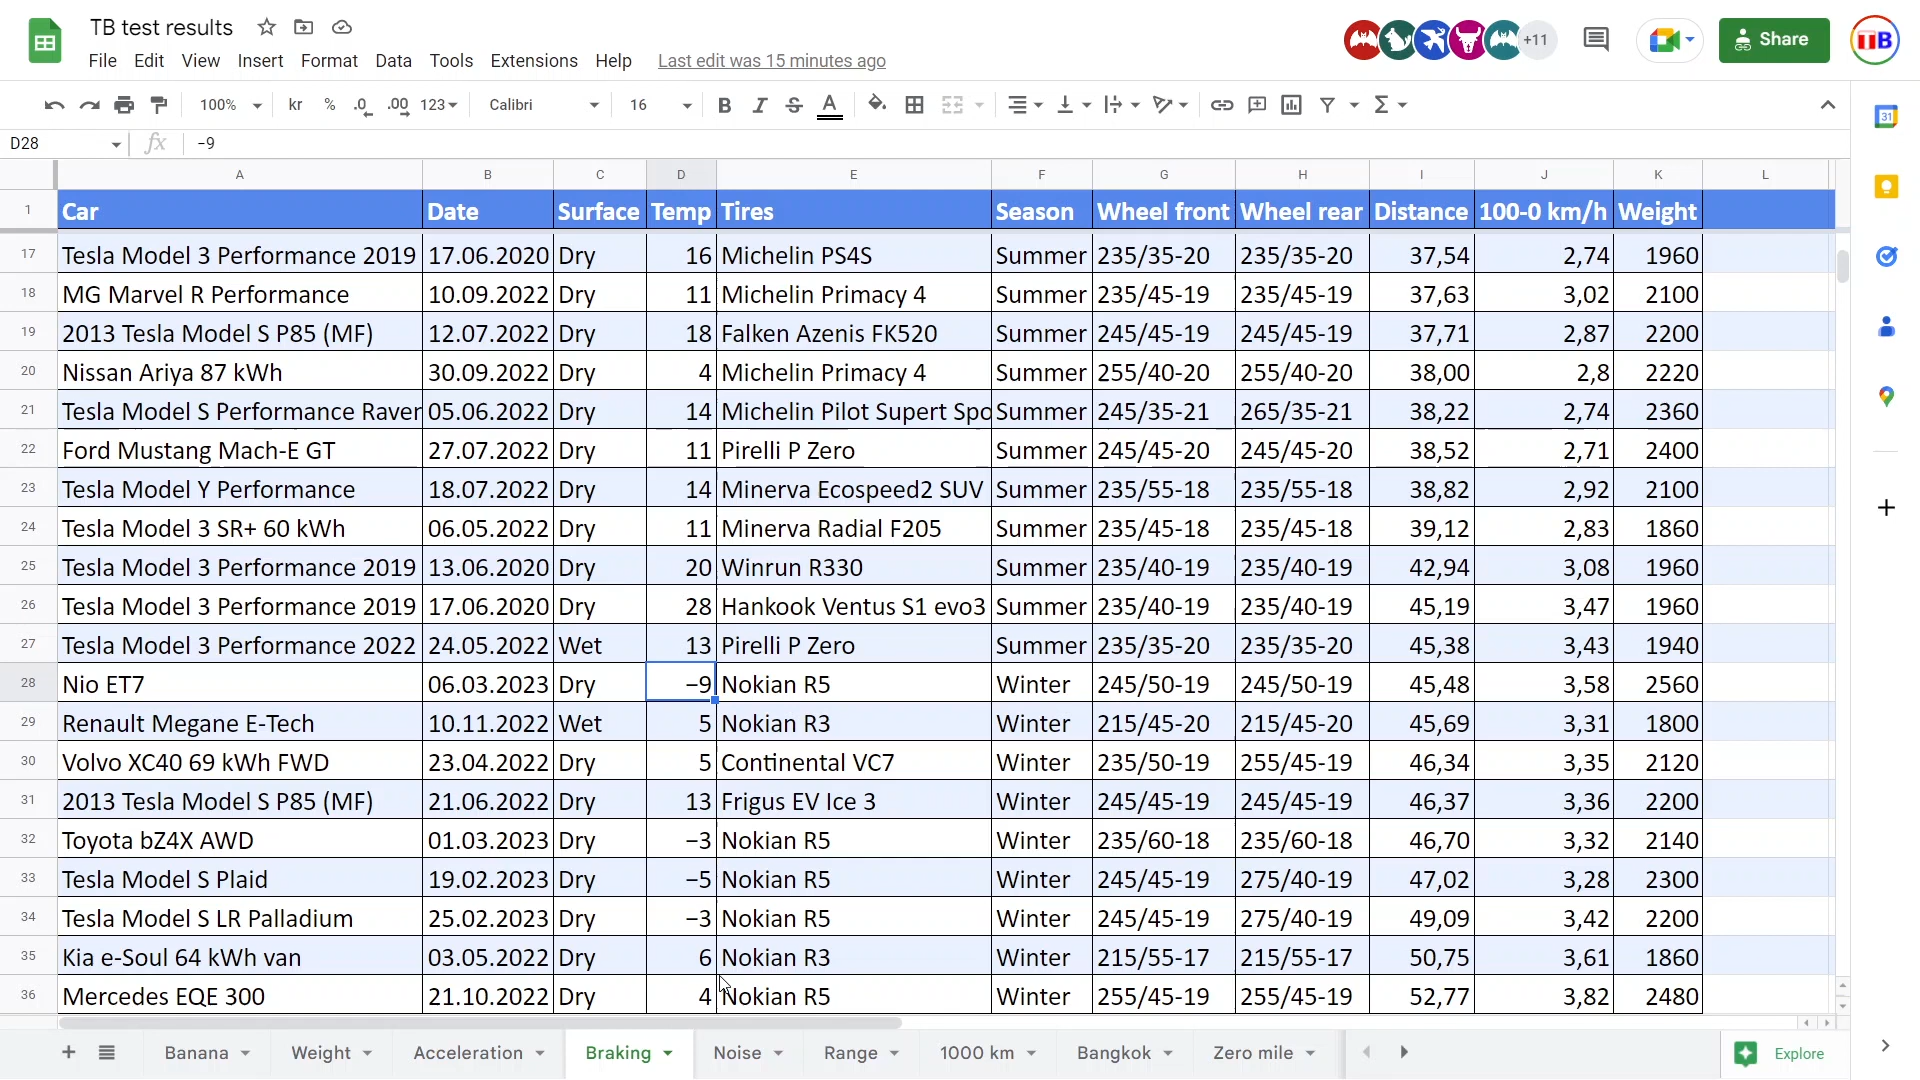 TB test results
File Edit View Insert Format Data Tools Extensions Help Last edit was 15 minutes ago
+11 Share TB
100% kr % .0 .00 123 Calibri 16 B I S A
D28 fx −9
A B C D E F G H I J K L
1 Car Date Surface Temp Tires Season Wheel front Wheel rear Distance 100-0 km/h Weight
17 Tesla Model 3 Performance 2019 17.06.2020 Dry 16 Michelin PS4S Summer 235/35-20 235/35-20 37,54 2,74 1960
18 MG Marvel R Performance 10.09.2022 Dry 11 Michelin Primacy 4 Summer 235/45-19 235/45-19 37,63 3,02 2100
19 2013 Tesla Model S P85 (MF) 12.07.2022 Dry 18 Falken Azenis FK520 Summer 245/45-19 245/45-19 37,71 2,87 2200
20 Nissan Ariya 87 kWh 30.09.2022 Dry 4 Michelin Primacy 4 Summer 255/40-20 255/40-20 38,00 2,8 2220
21 Tesla Model S Performance Raver 05.06.2022 Dry 14 Michelin Pilot Supert Spo Summer 245/35-21 265/35-21 38,22 2,74 2360
22 Ford Mustang Mach-E GT 27.07.2022 Dry 11 Pirelli P Zero Summer 245/45-20 245/45-20 38,52 2,71 2400
23 Tesla Model Y Performance 18.07.2022 Dry 14 Minerva Ecospeed2 SUV Summer 235/55-18 235/55-18 38,82 2,92 2100
24 Tesla Model 3 SR+ 60 kWh 06.05.2022 Dry 11 Minerva Radial F205 Summer 235/45-18 235/45-18 39,12 2,83 1860
25 Tesla Model 3 Performance 2019 13.06.2020 Dry 20 Winrun R330 Summer 235/40-19 235/40-19 42,94 3,08 1960
26 Tesla Model 3 Performance 2019 17.06.2020 Dry 28 Hankook Ventus S1 evo3 Summer 235/40-19 235/40-19 45,19 3,47 1960
27 Tesla Model 3 Performance 2022 24.05.2022 Wet 13 Pirelli P Zero Summer 235/35-20 235/35-20 45,38 3,43 1940
28 Nio ET7 06.03.2023 Dry −9 Nokian R5 Winter 245/50-19 245/50-19 45,48 3,58 2560
29 Renault Megane E-Tech 10.11.2022 Wet 5 Nokian R3 Winter 215/45-20 215/45-20 45,69 3,31 1800
30 Volvo XC40 69 kWh FWD 23.04.2022 Dry 5 Continental VC7 Winter 235/50-19 255/45-19 46,34 3,35 2120
31 2013 Tesla Model S P85 (MF) 21.06.2022 Dry 13 Frigus EV Ice 3 Winter 245/45-19 245/45-19 46,37 3,36 2200
32 Toyota bZ4X AWD 01.03.2023 Dry −3 Nokian R5 Winter 235/60-18 235/60-18 46,70 3,32 2140
33 Tesla Model S Plaid 19.02.2023 Dry −5 Nokian R5 Winter 245/45-19 275/40-19 47,02 3,28 2300
34 Tesla Model S LR Palladium 25.02.2023 Dry −3 Nokian R5 Winter 245/45-19 275/40-19 49,09 3,42 2200
35 Kia e-Soul 64 kWh van 03.05.2022 Dry 6 Nokian R3 Winter 215/55-17 215/55-17 50,75 3,61 1860
36 Mercedes EQE 300 21.10.2022 Dry 4 Nokian R5 Winter 255/45-19 255/45-19 52,77 3,82 2480
Banana Weight Acceleration Braking Noise Range 1000 km Bangkok Zero mile Explore
31